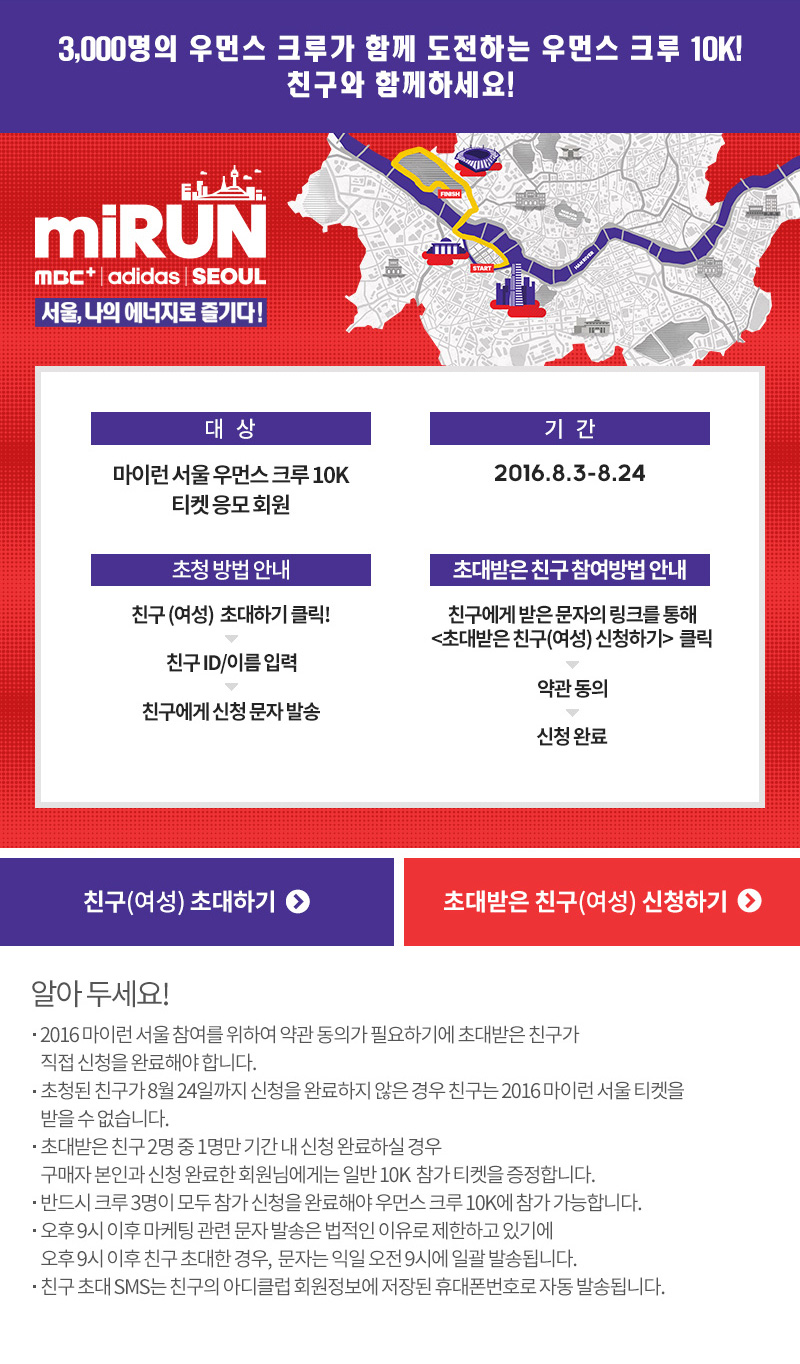 3,000명의 우먼스 크루가 함께 도전하는 우먼스 크루 10K!
친구와 함께하세요!
miRUN
MBC+ | adidas | SEOUL
서울, 나의 에너지로 즐기다!
FINISH
START
HAN RIVER
대 상
마이런 서울 우먼스 크루 10K
티켓 응모 회원
기 간
2016.8.3-8.24
초청 방법 안내
친구 (여성) 초대하기 클릭!
친구 ID/이름 입력
친구에게 신청 문자 발송
초대받은 친구 참여방법 안내
친구에게 받은 문자의 링크를 통해
<초대받은 친구(여성) 신청하기> 클릭
약관 동의
신청 완료
친구(여성) 초대하기
초대받은 친구(여성) 신청하기
알아 두세요!
· 2016 마이런 서울 참여를 위하여 약관 동의가 필요하기에 초대받은 친구가
직접 신청을 완료해야 합니다.
· 초청된 친구가 8월 24일까지 신청을 완료하지 않은 경우 친구는 2016 마이런 서울 티켓을
받을 수 없습니다.
· 초대받은 친구 2명 중 1명만 기간 내 신청 완료하실 경우
구매자 본인과 신청 완료한 회원님에게는 일반 10K 참가 티켓을 증정합니다.
· 반드시 크루 3명이 모두 참가 신청을 완료해야 우먼스 크루 10K에 참가 가능합니다.
· 오후 9시 이후 마케팅 관련 문자 발송은 법적인 이유로 제한하고 있기에
오후 9시 이후 친구 초대한 경우, 문자는 익일 오전 9시에 일괄 발송됩니다.
· 친구 초대 SMS는 친구의 아디클럽 회원정보에 저장된 휴대폰번호로 자동 발송됩니다.